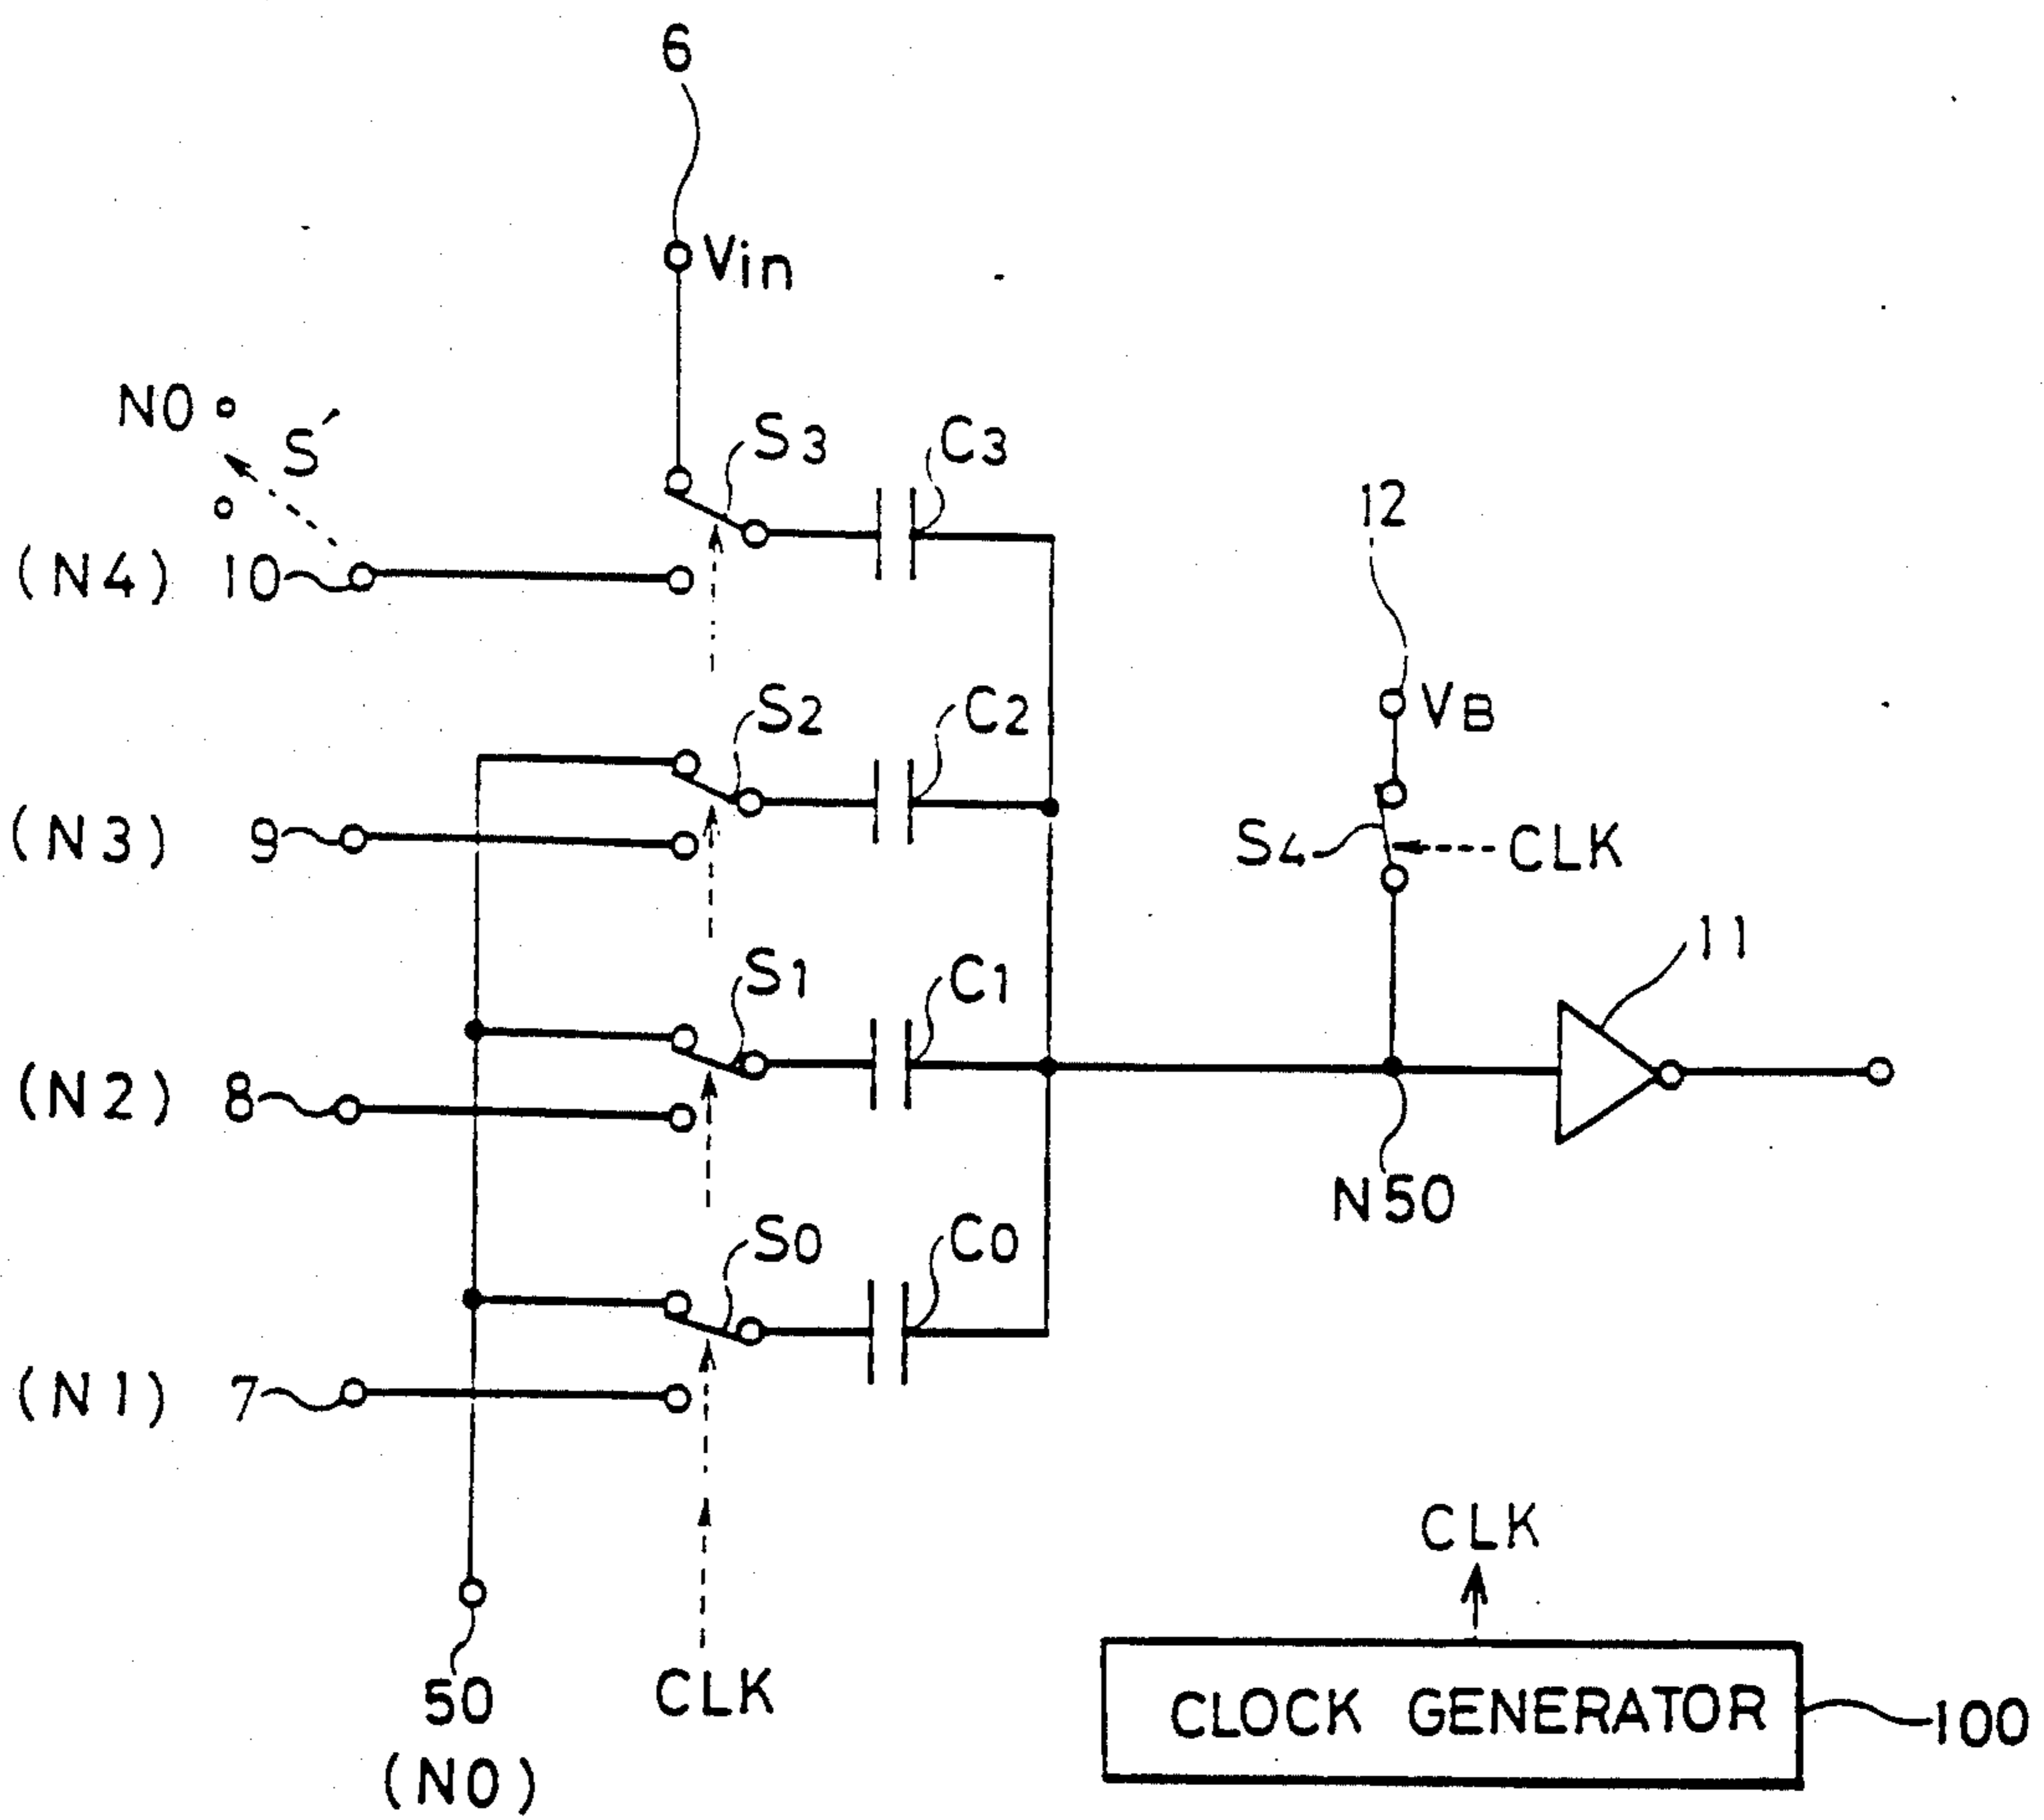 6
Vin
NO
S′
S3
C3
12
(N4) 10
S2
C2
VB
(N3) 9
S4
CLK
11
S1
C1
(N2) 8
N50
S0
C0
(N1) 7
CLK
50
CLK
CLOCK GENERATOR
100
(N0)